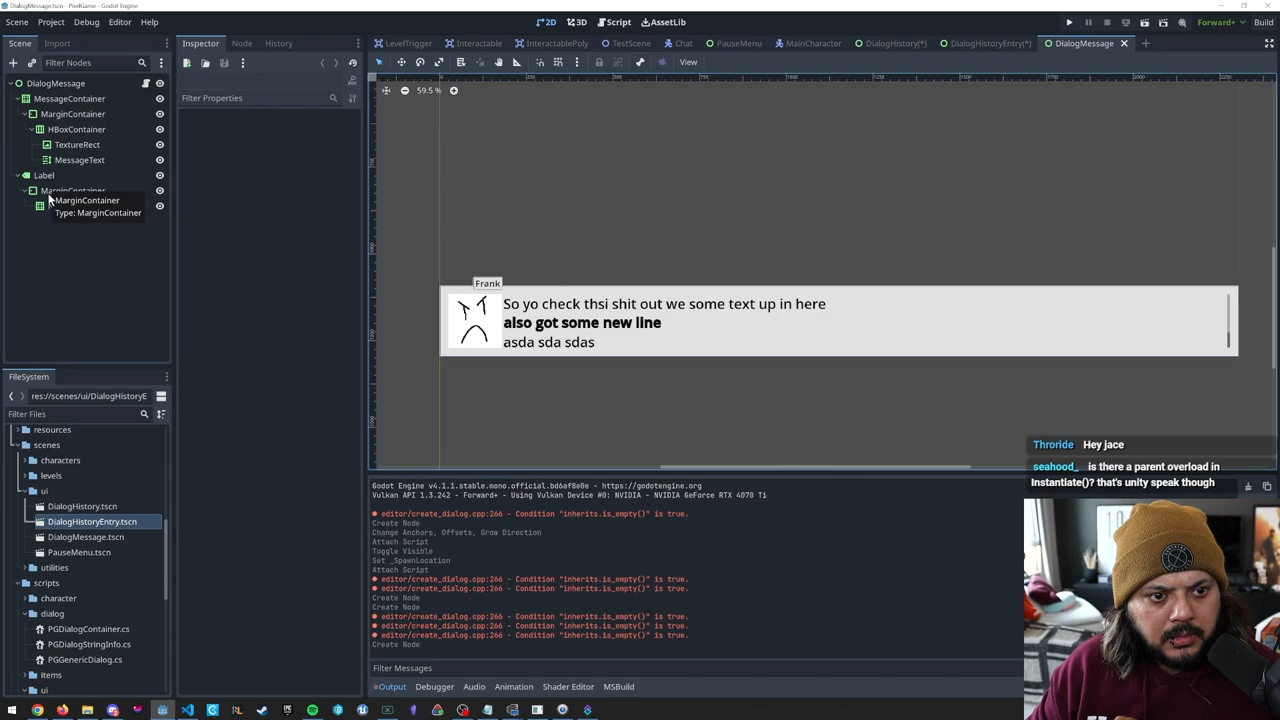 DialogMessage.tscn - PixelGame - Godot Engine
Scene Project Debug Editor Help
2D 3D Script AssetLib
Forward+ Build
Scene Import
Inspector Node History
LevelTrigger Interactable InteractablePoly TestScene Chat PauseMenu MainCharacter DialogHistory(*) DialogHistoryEntry(*) DialogMessage
Filter Nodes
View
DialogMessage
MessageContainer
MarginContainer
HBoxContainer
TextureRect
MessageText
Label
MarginContainer
MarginContainer
Type: MarginContainer
Filter Properties
59.5 %
Frank
So yo check thsi shit out we some text up in here
also got some new line
asda sda sdas
Throride Hey jace
seahood_ is there a parent overload in
Instantiate()? that's unity speak though
FileSystem
res://scenes/ui/DialogHistoryE
Filter Files
resources
scenes
characters
levels
ui
DialogHistory.tscn
DialogHistoryEntry.tscn
DialogMessage.tscn
PauseMenu.tscn
utilities
scripts
character
dialog
PGDialogContainer.cs
PGDialogStringInfo.cs
PGGenericDialog.cs
items
ui
Godot Engine v4.1.1.stable.mono.official.bd6af8e0e - https://godotengine.org
Vulkan API 1.3.242 - Forward+ - Using Vulkan Device #0: NVIDIA - NVIDIA GeForce RTX 4070 Ti
editor/create_dialog.cpp:266 - Condition "inherits.is_empty()" is true.
Create Node
Change Anchors, Offsets, Grow Direction
Attach Script
Toggle Visible
Set _SpawnLocation
Attach Script
editor/create_dialog.cpp:266 - Condition "inherits.is_empty()" is true.
editor/create_dialog.cpp:266 - Condition "inherits.is_empty()" is true.
Create Node
Create Node
editor/create_dialog.cpp:266 - Condition "inherits.is_empty()" is true.
editor/create_dialog.cpp:266 - Condition "inherits.is_empty()" is true.
editor/create_dialog.cpp:266 - Condition "inherits.is_empty()" is true.
Create Node
Filter Messages
Output Debugger Audio Animation Shader Editor MSBuild